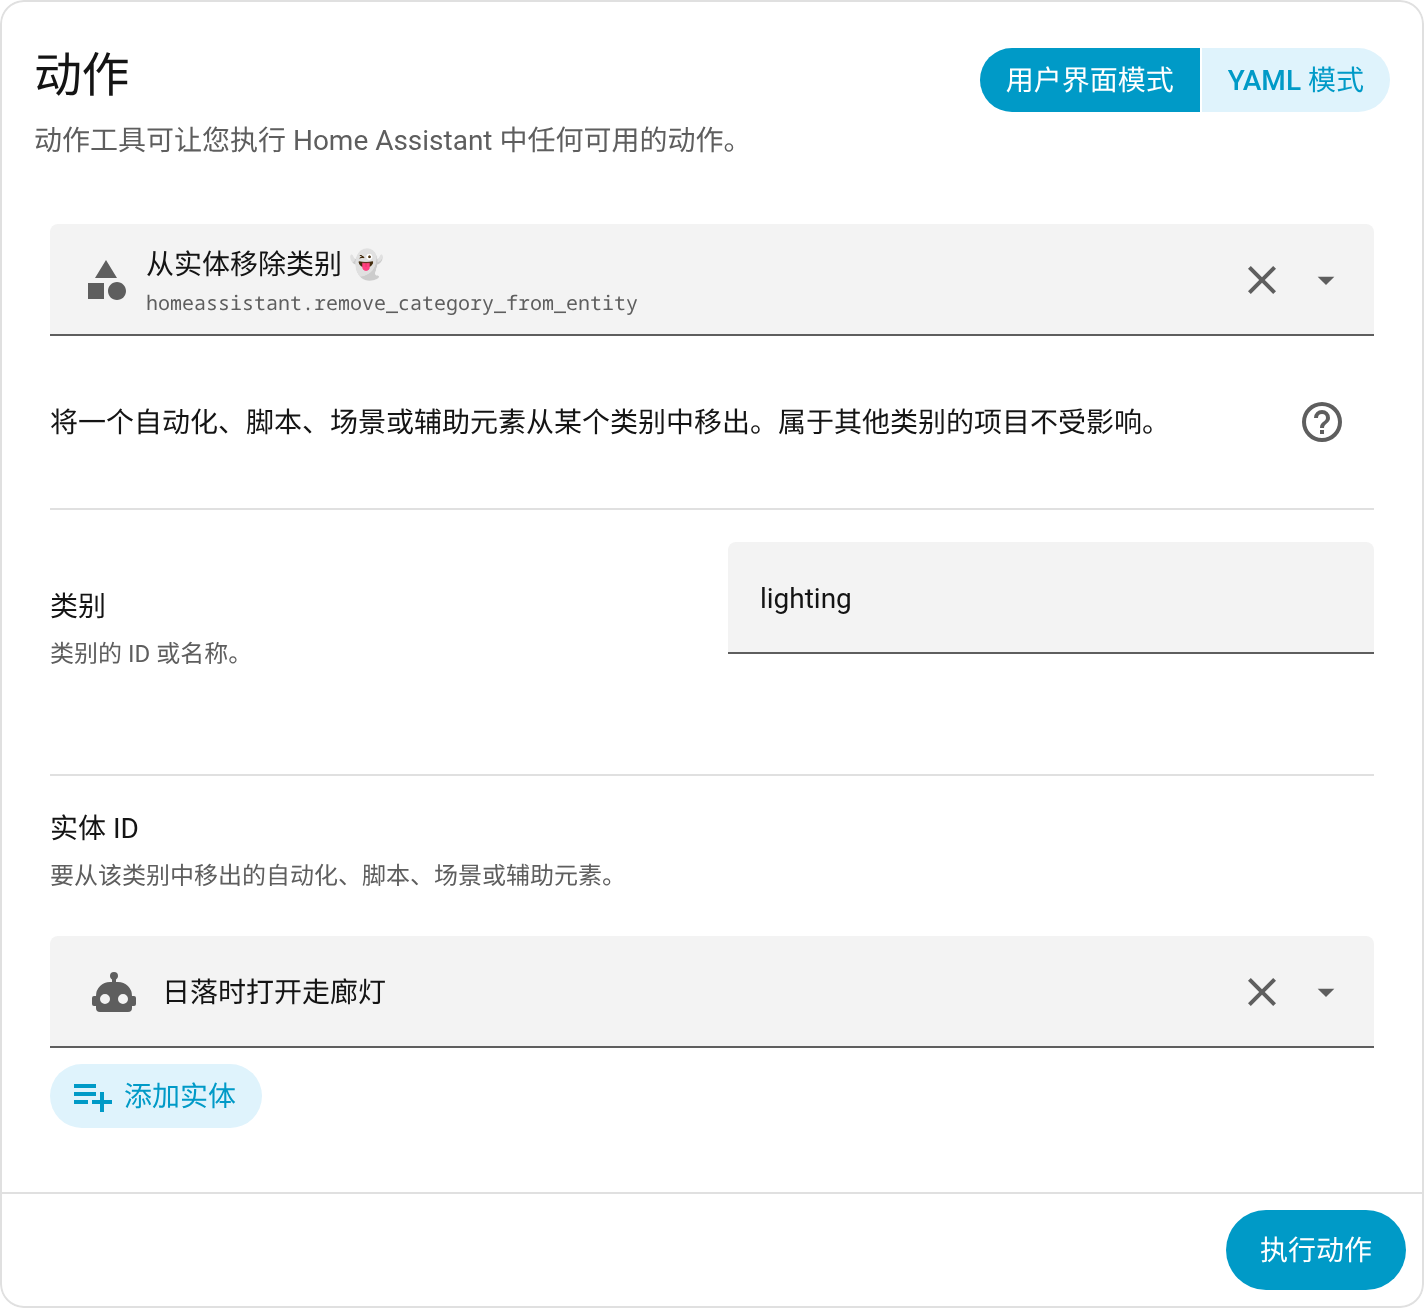 动作
用户界面模式
YAML 模式
动作工具可让您执行 Home Assistant 中任何可用的动作。
从实体移除类别 👻
homeassistant.remove_category_from_entity
将一个自动化、脚本、场景或辅助元素从某个类别中移出。属于其他类别的项目不受影响。
类别
类别的 ID 或名称。
lighting
实体 ID
要从该类别中移出的自动化、脚本、场景或辅助元素。
日落时打开走廊灯
添加实体
执行动作